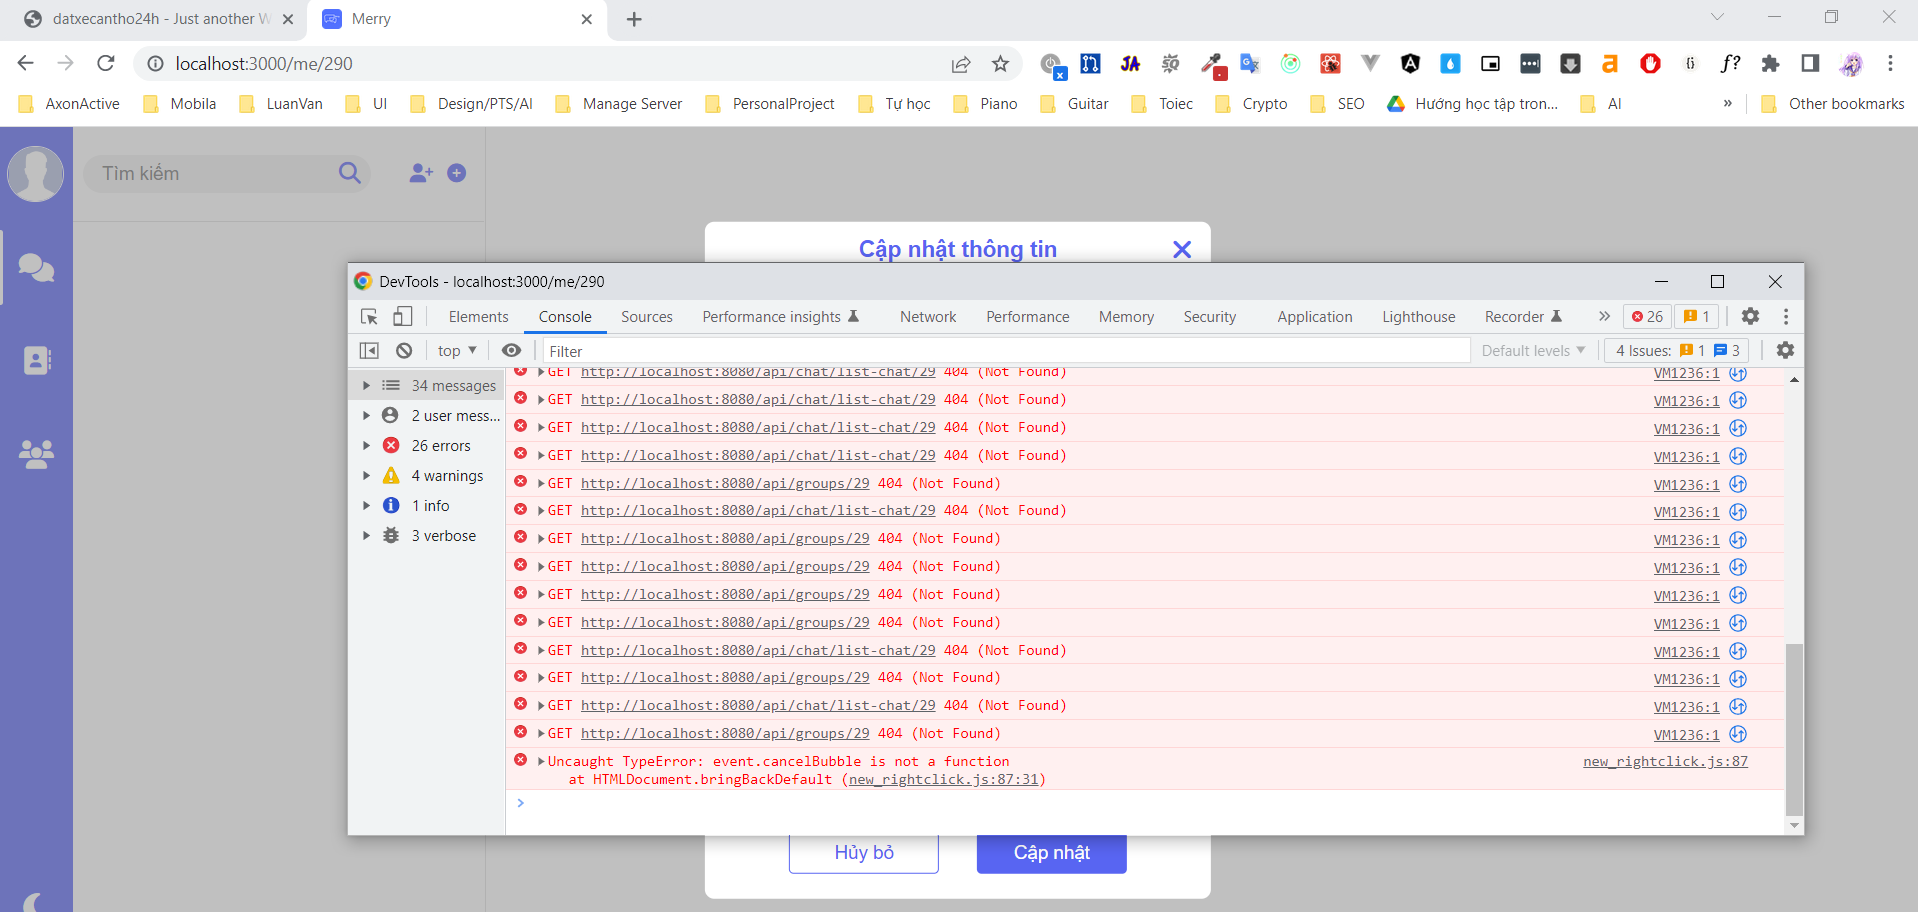 datxecantho24h - Just another W
Merry
localhost:3000/me/290
AxonActive Mobila LuanVan UI Design/PTS/AI Manage Server PersonalProject Tự học Piano Guitar Toiec Crypto SEO Hướng học tập tron... AI » Other bookmarks
Tìm kiếm
Cập nhật thông tin
DevTools - localhost:3000/me/290
Elements Console Sources Performance insights Network Performance Memory Security Application Lighthouse Recorder » 26 1
top Filter Default levels 4 Issues: 1 3
34 messages
2 user mess...
26 errors
4 warnings
1 info
3 verbose
GET http://localhost:8080/api/chat/list-chat/29 404 (Not Found) VM1236:1
GET http://localhost:8080/api/chat/list-chat/29 404 (Not Found) VM1236:1
GET http://localhost:8080/api/chat/list-chat/29 404 (Not Found) VM1236:1
GET http://localhost:8080/api/chat/list-chat/29 404 (Not Found) VM1236:1
GET http://localhost:8080/api/groups/29 404 (Not Found) VM1236:1
GET http://localhost:8080/api/chat/list-chat/29 404 (Not Found) VM1236:1
GET http://localhost:8080/api/groups/29 404 (Not Found) VM1236:1
GET http://localhost:8080/api/groups/29 404 (Not Found) VM1236:1
GET http://localhost:8080/api/groups/29 404 (Not Found) VM1236:1
GET http://localhost:8080/api/groups/29 404 (Not Found) VM1236:1
GET http://localhost:8080/api/chat/list-chat/29 404 (Not Found) VM1236:1
GET http://localhost:8080/api/groups/29 404 (Not Found) VM1236:1
GET http://localhost:8080/api/chat/list-chat/29 404 (Not Found) VM1236:1
GET http://localhost:8080/api/groups/29 404 (Not Found) VM1236:1
Uncaught TypeError: event.cancelBubble is not a function new_rightclick.js:87
at HTMLDocument.bringBackDefault (new_rightclick.js:87:31)
Hủy bỏ Cập nhật